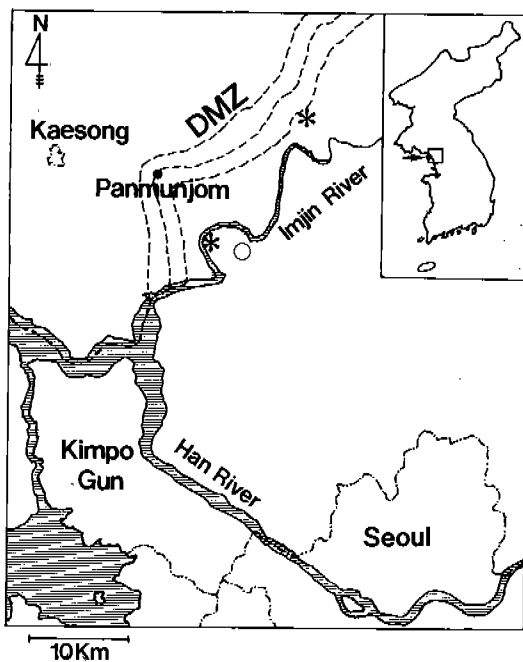 N
Kaesong
DMZ
Panmunjom
Imjin River
Kimpo
Gun
Han River
Seoul
10Km